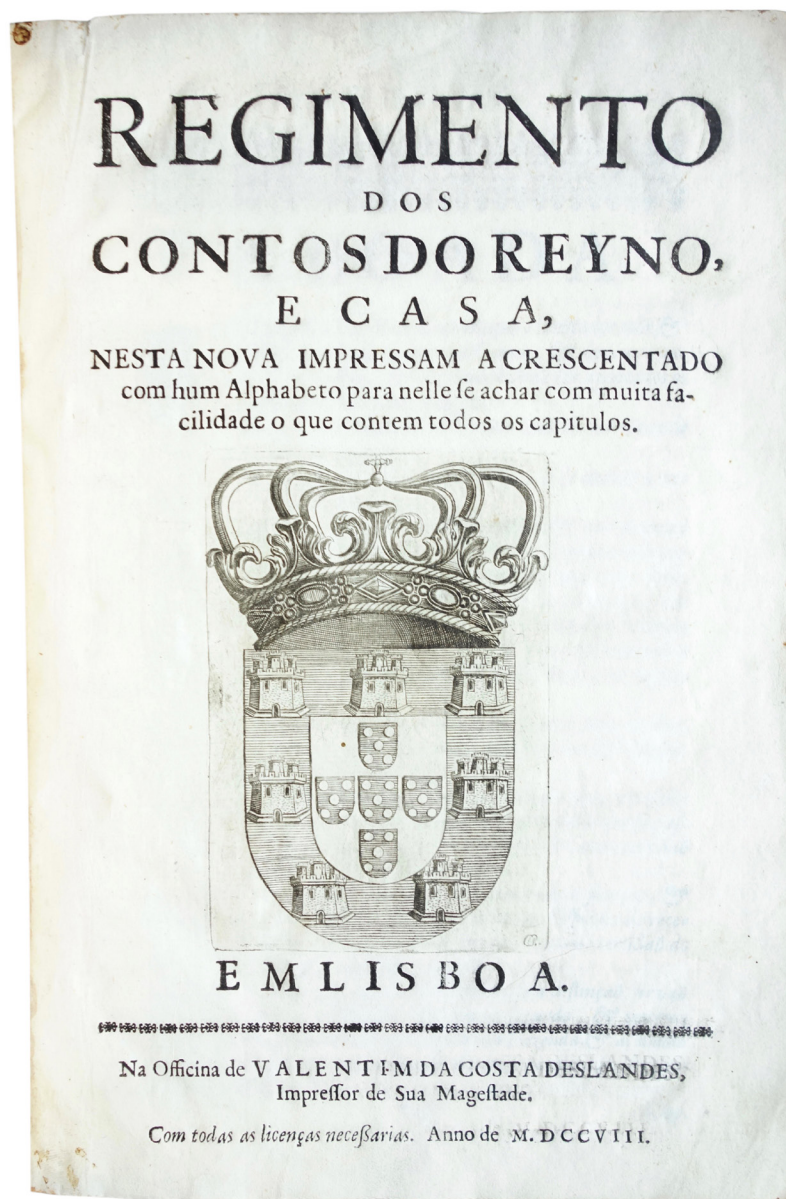 REGIMENTO
DOS
CONTOS DO REYNO,
E CASA,
NESTA NOVA IMPRESSAM ACRESCENTADO
com hum Alphabeto para nelle ſe achar com muita fa-
cilidade o que contem todos os capitulos.
EM LISBOA.
Na Officina de VALENTIM DA COSTA DESLANDES,
Impreſſor de Sua Mageſtade.
Com todas as licenças neceßarias. Anno de M. DCCVIII.